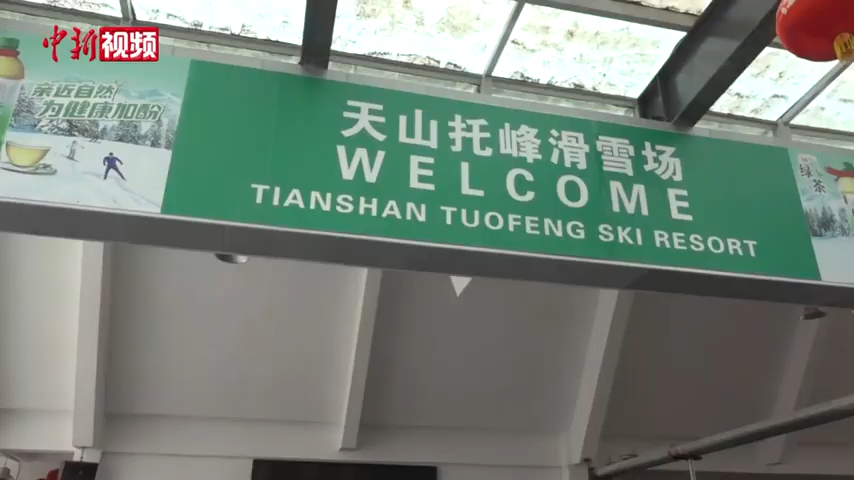 中新视频
亲近自然
为健康加酚
天山托峰滑雪场
WELCOME
TIANSHAN TUOFENG SKI RESORT
绿茶